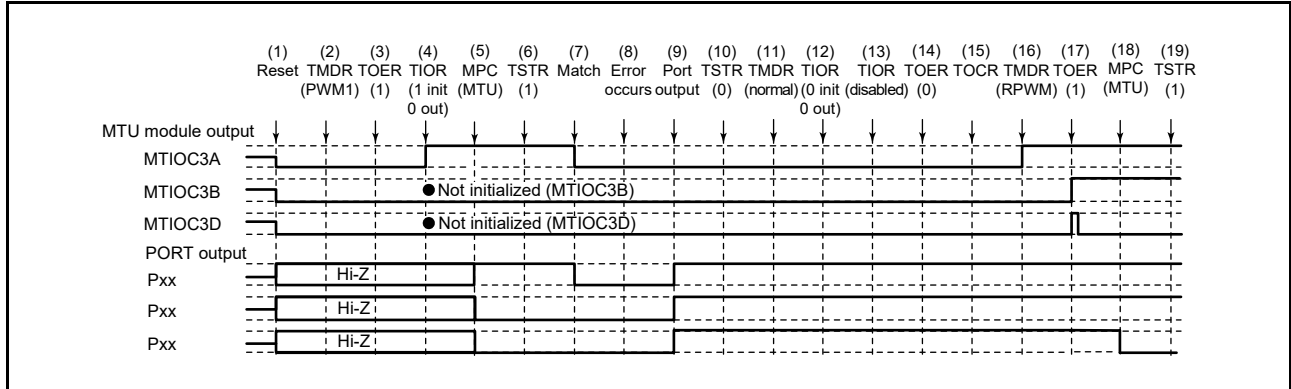 (1) (2) (3) (4) (5) (6) (7) (8) (9) (10) (11) (12) (13) (14) (15) (16) (17) (18) (19)
Reset TMDR TOER TIOR MPC TSTR Match Error Port TSTR TMDR TIOR TIOR TOER TOCR TMDR TOER MPC TSTR
(PWM1) (1) (1 init (MTU) (1) occurs output (0) (normal) (0 init (disabled) (0) (RPWM) (1) (MTU) (1)
0 out) 0 out)
MTU module output
MTIOC3A
MTIOC3B ●Not initialized (MTIOC3B)
MTIOC3D ●Not initialized (MTIOC3D)
PORT output
Pxx Hi-Z
Pxx Hi-Z
Pxx Hi-Z